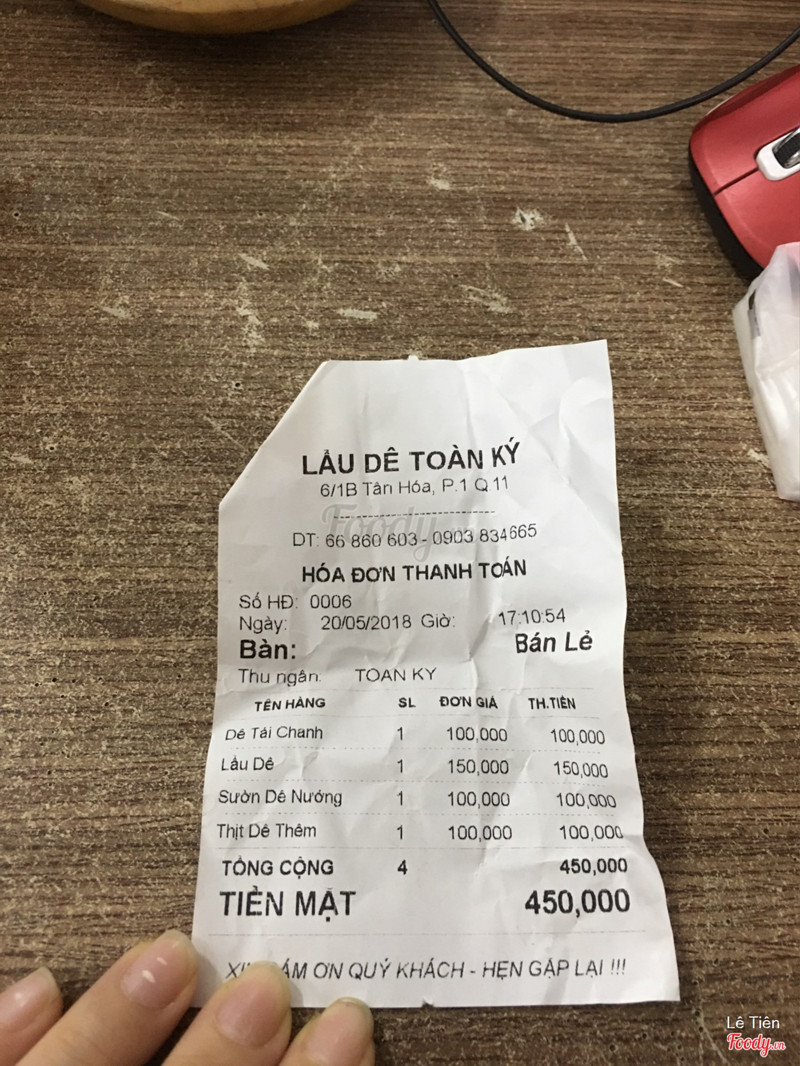 LẨU DÊ TOÀN KÝ
6/1B Tân Hóa, P.1 Q 11
Foody
DT: 66 860 603 - 0903 834665
HÓA ĐƠN THANH TOÁN
Số HĐ: 0006
Ngày: 20/05/2018 Giờ: 17:10:54
Bàn: Bán Lẻ
Thu ngân: TOAN KY
TÊN HÀNG SL ĐƠN GIÁ TH.TIỀN
Dê Tái Chanh 1 100,000 100,000
Lẩu Dê 1 150,000 150,000
Sườn Dê Nướng 1 100,000 100,000
Thịt Dê Thêm 1 100,000 100,000
TỔNG CỘNG 4 450,000
TIỀN MẶT 450,000
ƠN QUÝ KHÁCH - HẸN GẶP LẠI !!!
Lê Tiên
Foody.vn